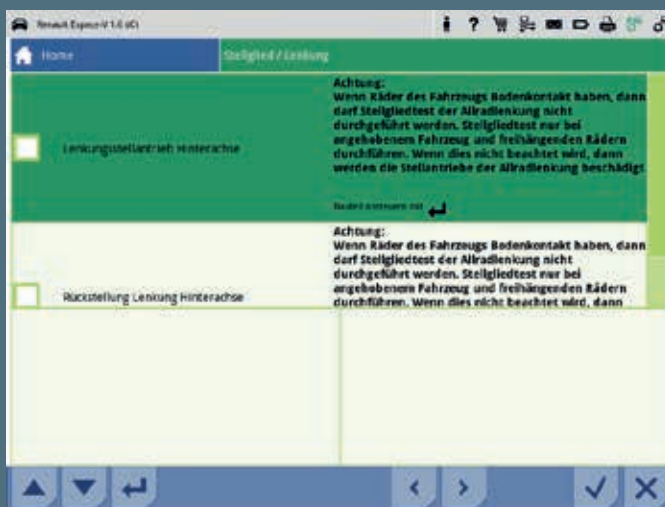 Renault Espace V 1.6 dCi
Home
Stellglied / Lenkung
Lenkungsstellantrieb Hinterachse
Achtung:
Wenn Räder des Fahrzeugs Bodenkontakt haben, dann
darf Stellgliedtest der Allradlenkung nicht
durchgeführt werden. Stellgliedtest nur bei
angehobenem Fahrzeug und freihängenden Rädern
durchführen. Wenn dies nicht beachtet wird, dann
werden die Stellantriebe der Allradlenkung beschädigt.
Rückstellung Lenkung Hinterachse
Achtung:
Wenn Räder des Fahrzeugs Bodenkontakt haben, dann
darf Stellgliedtest der Allradlenkung nicht
durchgeführt werden. Stellgliedtest nur bei
angehobenem Fahrzeug und freihängenden Rädern
durchführen. Wenn dies nicht beachtet wird, dann